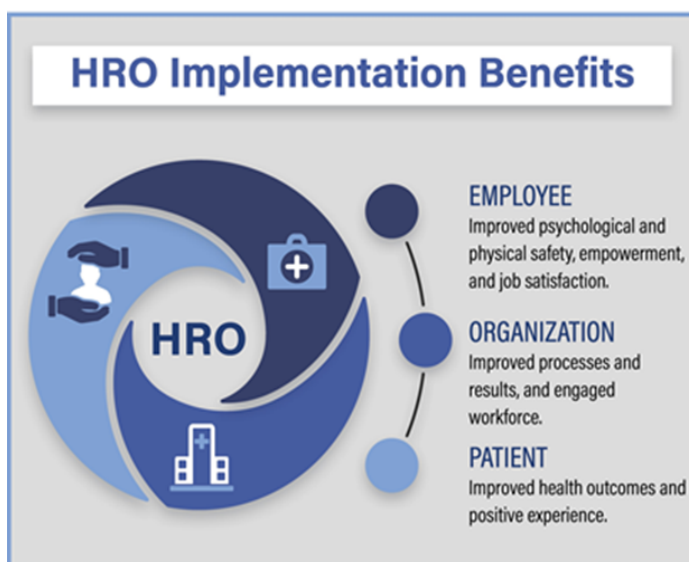 HRO Implementation Benefits
HRO
EMPLOYEE
Improved psychological and
physical safety, empowerment,
and job satisfaction.
ORGANIZATION
Improved processes and
results, and engaged
workforce.
PATIENT
Improved health outcomes and
positive experience.